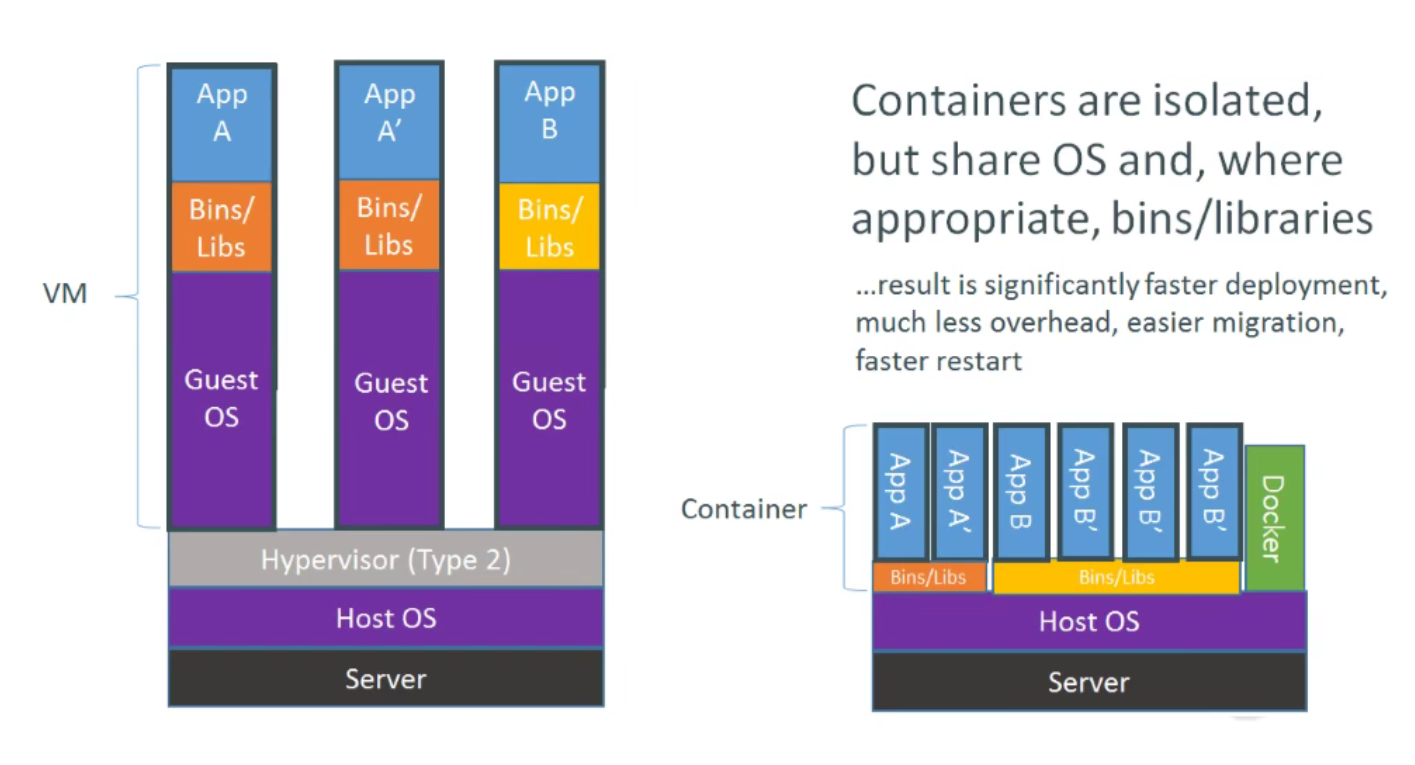 VM
App
A
Bins/
Libs
Guest
OS
App
A’
Bins/
Libs
Guest
OS
App
B
Bins/
Libs
Guest
OS
Hypervisor (Type 2)
Host OS
Server
Containers are isolated,
but share OS and, where
appropriate, bins/libraries
...result is significantly faster deployment,
much less overhead, easier migration,
faster restart
Container
App A
App A’
App B
App B’
App B’
App B’
Docker
Bins/Libs
Bins/Libs
Host OS
Server